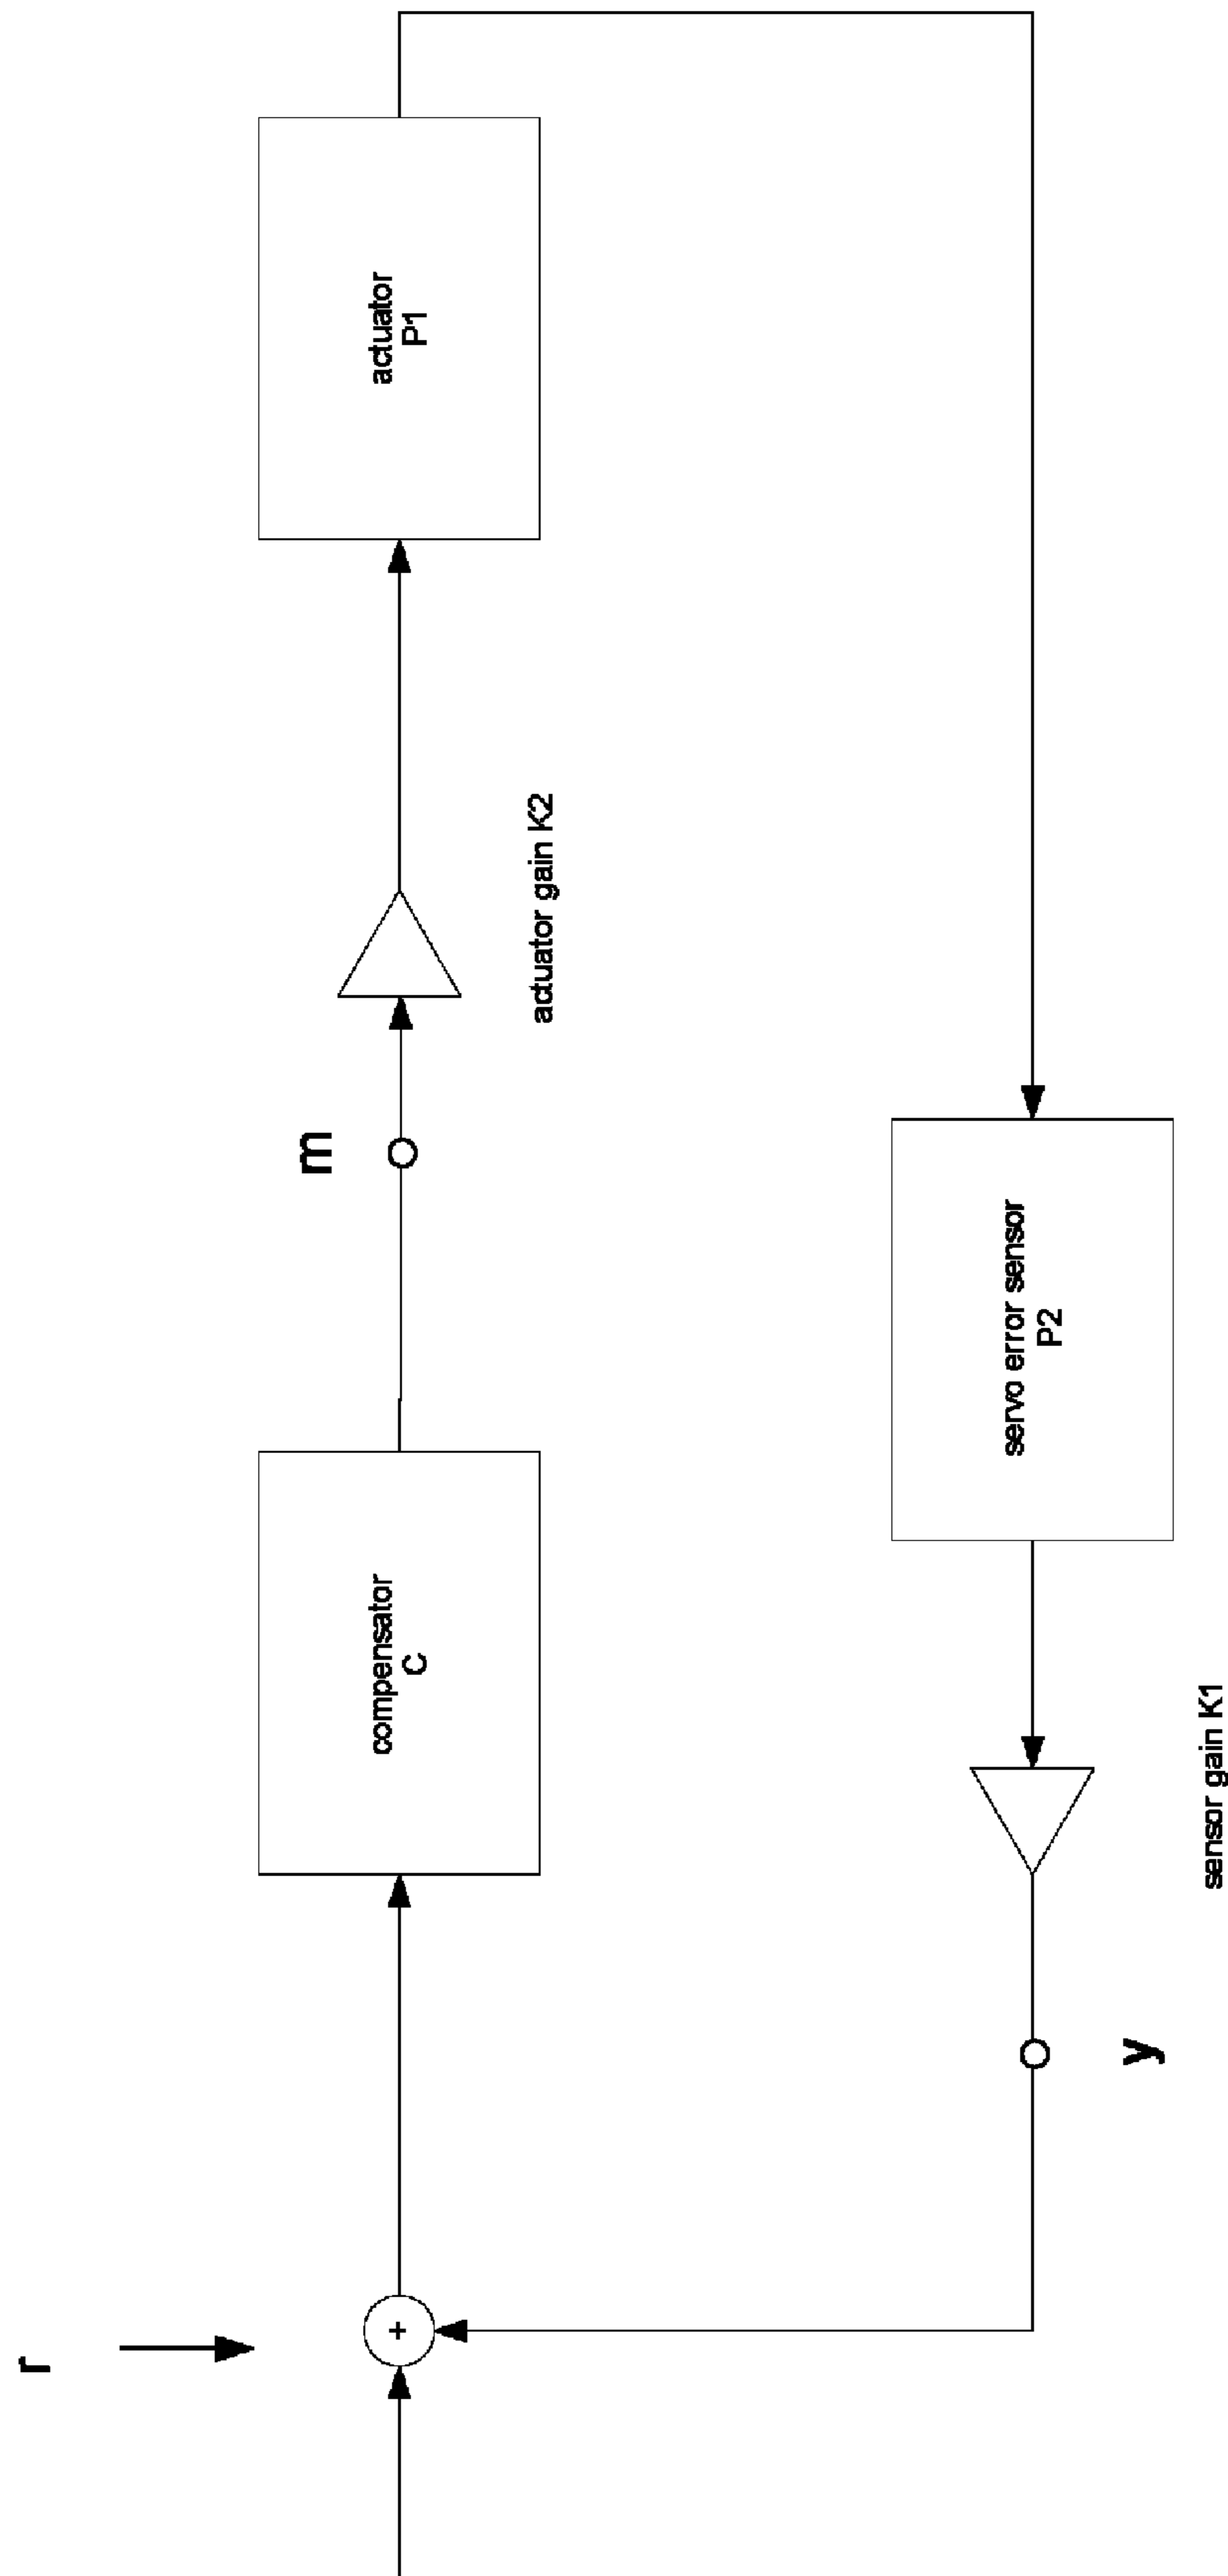 r
+
compensator
C
m
actuator gain K2
actuator
P1
servo error sensor
P2
sensor gain K1
y